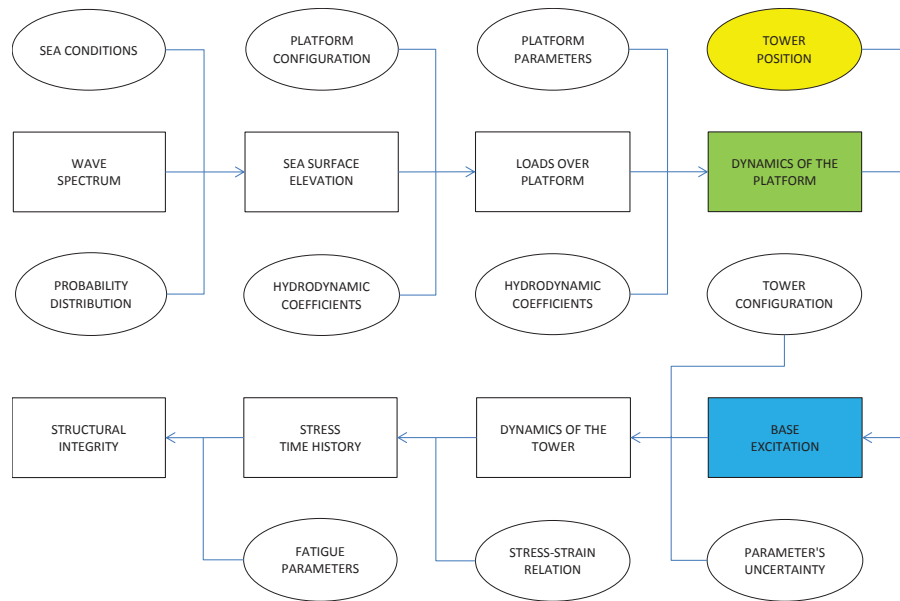 SEA CONDITIONS
PLATFORM
CONFIGURATION
PLATFORM
PARAMETERS
TOWER
POSITION
WAVE
SPECTRUM
SEA SURFACE
ELEVATION
LOADS OVER
PLATFORM
DYNAMICS OF THE
PLATFORM
PROBABILITY
DISTRIBUTION
HYDRODYNAMIC
COEFFICIENTS
HYDRODYNAMIC
COEFFICIENTS
TOWER
CONFIGURATION
STRUCTURAL
INTEGRITY
STRESS
TIME HISTORY
DYNAMICS OF THE
TOWER
BASE
EXCITATION
FATIGUE
PARAMETERS
STRESS-STRAIN
RELATION
PARAMETER'S
UNCERTAINTY